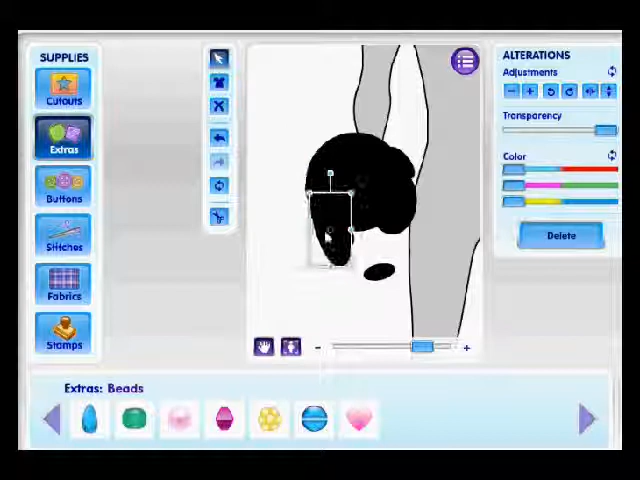 SUPPLIES
Cutouts
Extras
Buttons
Stitches
Fabrics
Stamps
ALTERATIONS
Adjustments
Transparency
Color
Delete
Extras: Beads